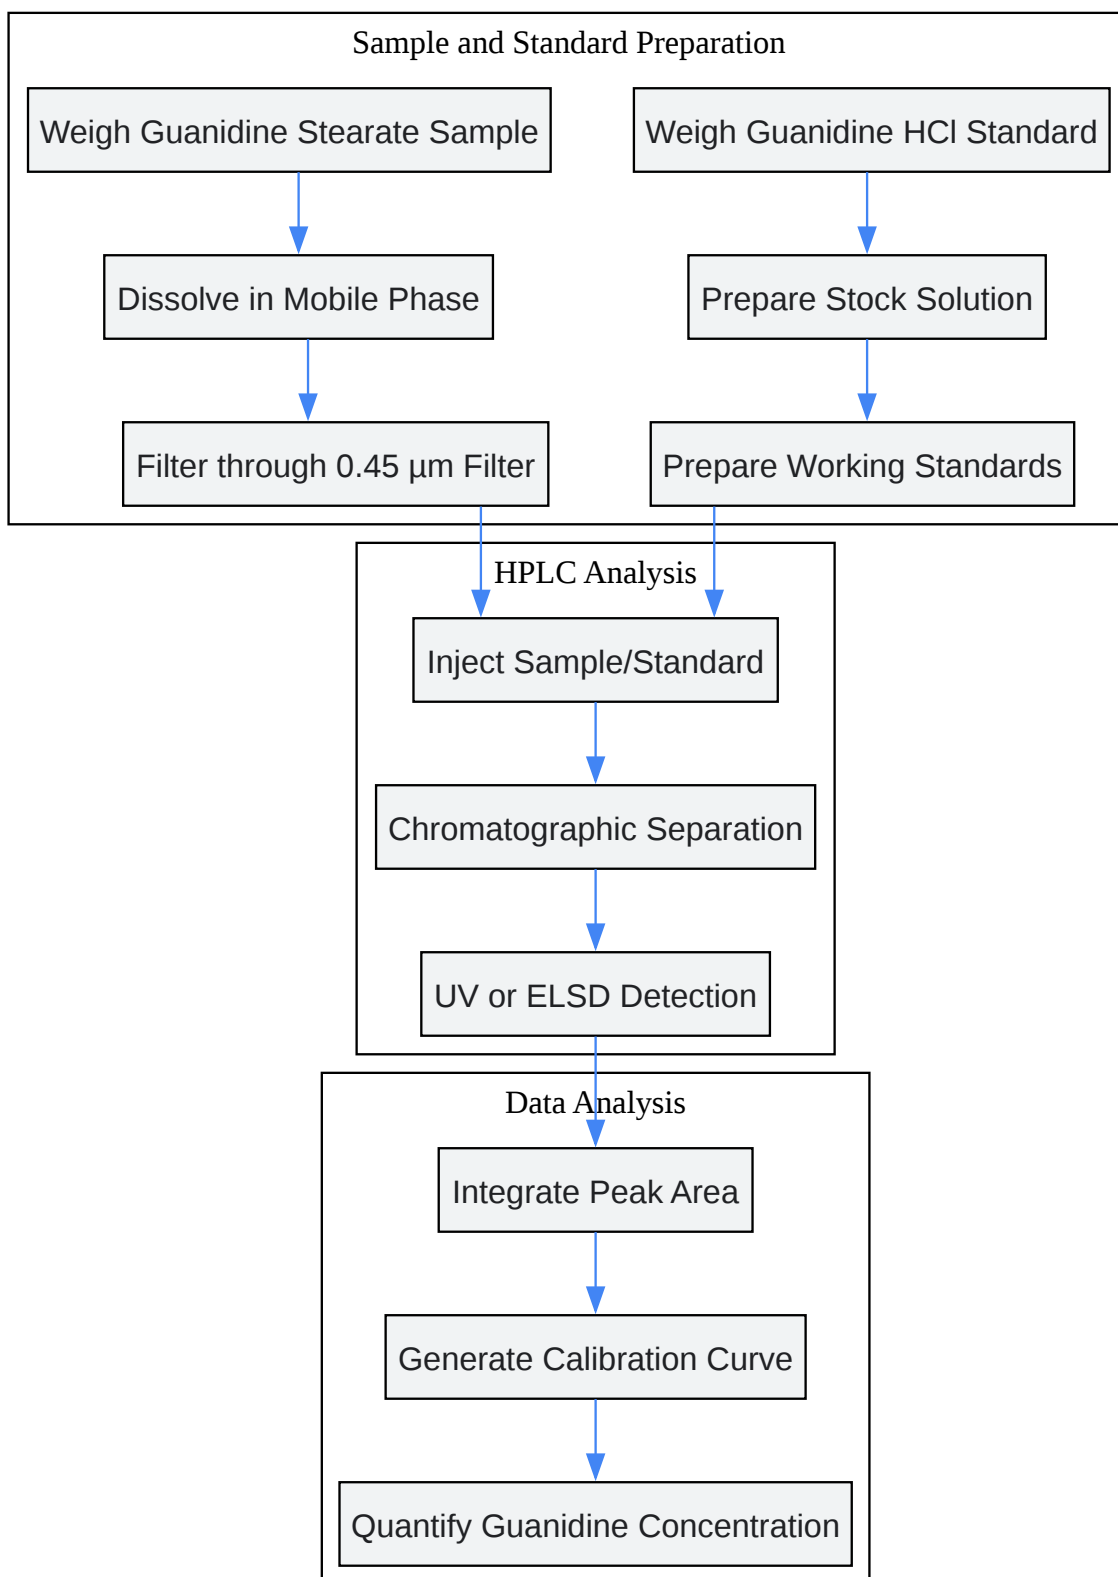 Sample and Standard Preparation
Weigh Guanidine Stearate Sample
Weigh Guanidine HCl Standard
Dissolve in Mobile Phase
Prepare Stock Solution
Filter through 0.45 µm Filter
Prepare Working Standards
HPLC Analysis
Inject Sample/Standard
Chromatographic Separation
UV or ELSD Detection
Data Analysis
Integrate Peak Area
Generate Calibration Curve
Quantify Guanidine Concentration